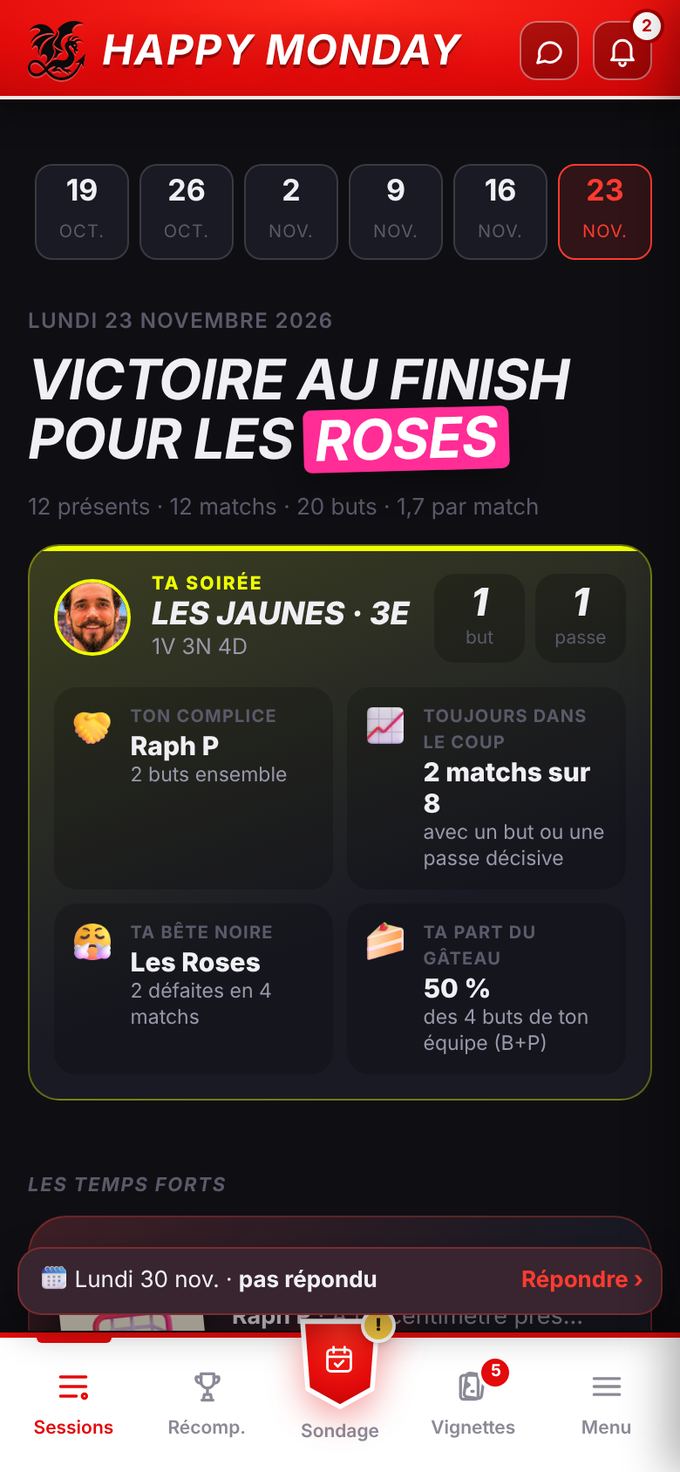 HAPPY MONDAY
2
19
OCT.
26
OCT.
2
NOV.
9
NOV.
16
NOV.
23
NOV.
LUNDI 23 NOVEMBRE 2026
VICTOIRE AU FINISH
POUR LES ROSES
12 présents · 12 matchs · 20 buts · 1,7 par match
TA SOIRÉE
LES JAUNES · 3E
1V 3N 4D
1
but
1
passe
TON COMPLICE
Raph P
2 buts ensemble
TOUJOURS DANS
LE COUP
2 matchs sur
8
avec un but ou une
passe décisive
TA BÊTE NOIRE
Les Roses
2 défaites en 4
matchs
TA PART DU
GÂTEAU
50 %
des 4 buts de ton
équipe (B+P)
LES TEMPS FORTS
Lundi 30 nov. · pas répondu
Répondre ›
Raph P
centimètre près...
!
Sessions
Récomp.
Sondage
5
Vignettes
Menu